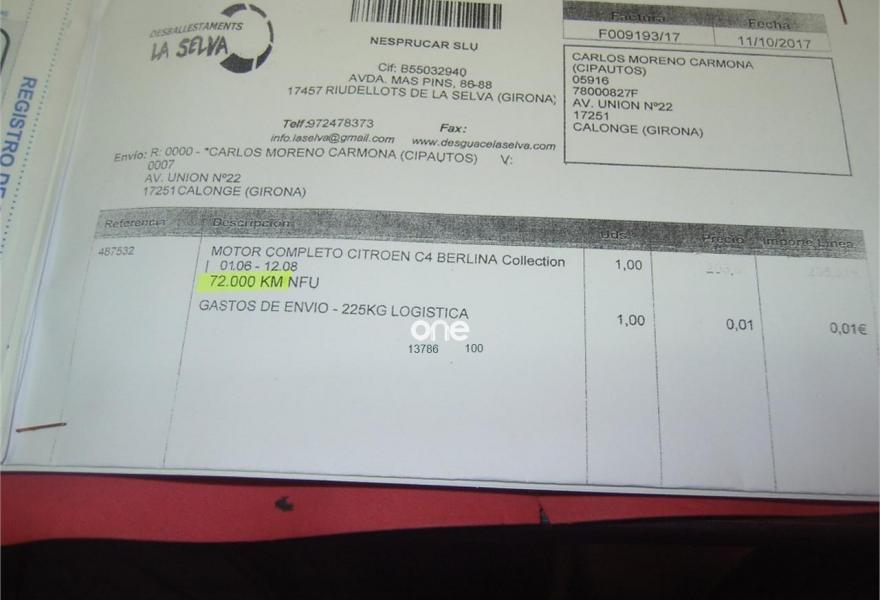 DESBALLESTAMENTS
LA SELVA
NESPRUCAR SLU
Cif: B55032940
AVDA. MAS PINS, 86-88
17457 RIUDELLOTS DE LA SELVA (GIRONA)
Telf:972478373
Fax:
info.laselva@gmail.com
www.desguacelaselva.com
Factura
Fecha
F009193/17
11/10/2017
CARLOS MORENO CARMONA
(CIPAUTOS)
05916
78000827F
AV. UNION Nº22
17251
CALONGE (GIRONA)
Envio: R: 0000 - *CARLOS MORENO CARMONA (CIPAUTOS) V:
0007
AV. UNION Nº22
17251 CALONGE (GIRONA)
Referencia Descripción Uds. Precio Importe Línea
487532 MOTOR COMPLETO CITROEN C4 BERLINA Collection 1,00
| 01.06 - 12.08
72.000 KM NFU
GASTOS DE ENVIO - 225KG LOGISTICA 1,00 0,01 0,01€
one
13786 100
REGISTRO DE